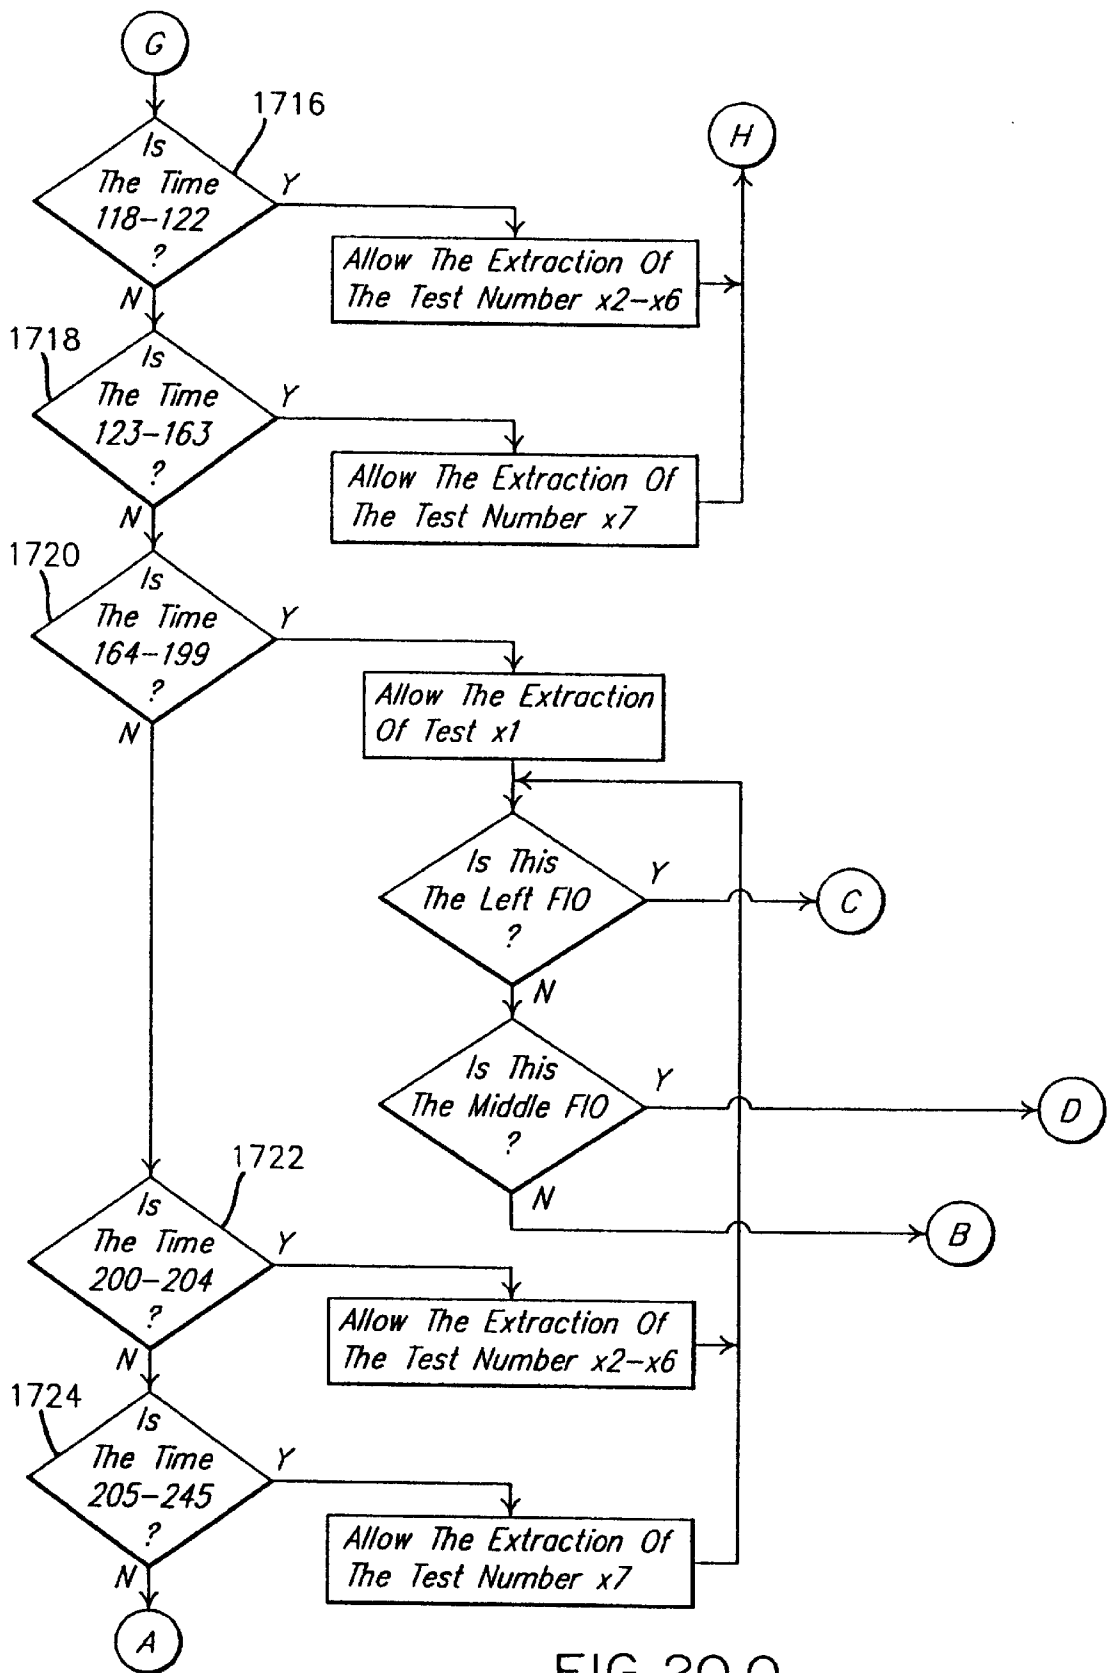 G
1716
Is
The Time
118-122
?
Y
N
H
Allow The Extraction Of
The Test Number x2-x6
1718
Is
The Time
123-163
?
Y
N
Allow The Extraction Of
The Test Number x7
1720
Is
The Time
164-199
?
Y
N
Allow The Extraction
Of Test x1
Is This
The Left FIO
?
Y
N
C
Is This
The Middle FIO
?
Y
N
D
B
1722
Is
The Time
200-204
?
Y
N
Allow The Extraction Of
The Test Number x2-x6
1724
Is
The Time
205-245
?
Y
N
Allow The Extraction Of
The Test Number x7
A